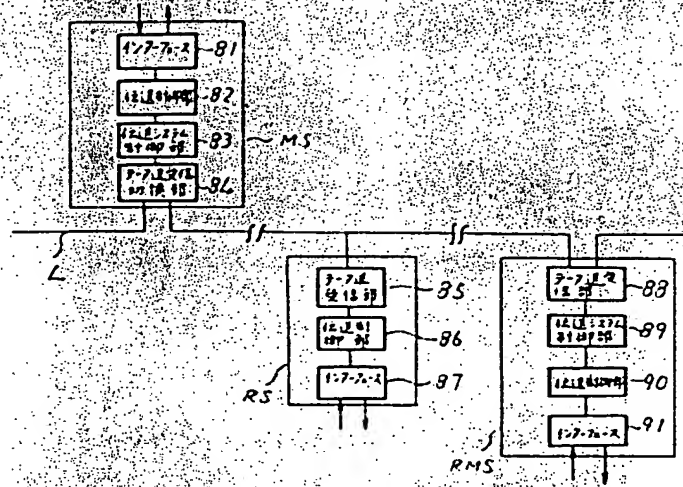 インターフェース 81
伝送制御部 82
伝送システム
制御部 83
MS
データ送受信
切換部 84
L
データ送
受信部 85
伝送制
御部 86
インターフェース 87
RS
データ送受
信部 88
伝送システム
制御部 89
伝送制御部 90
インターフェース 91
RMS